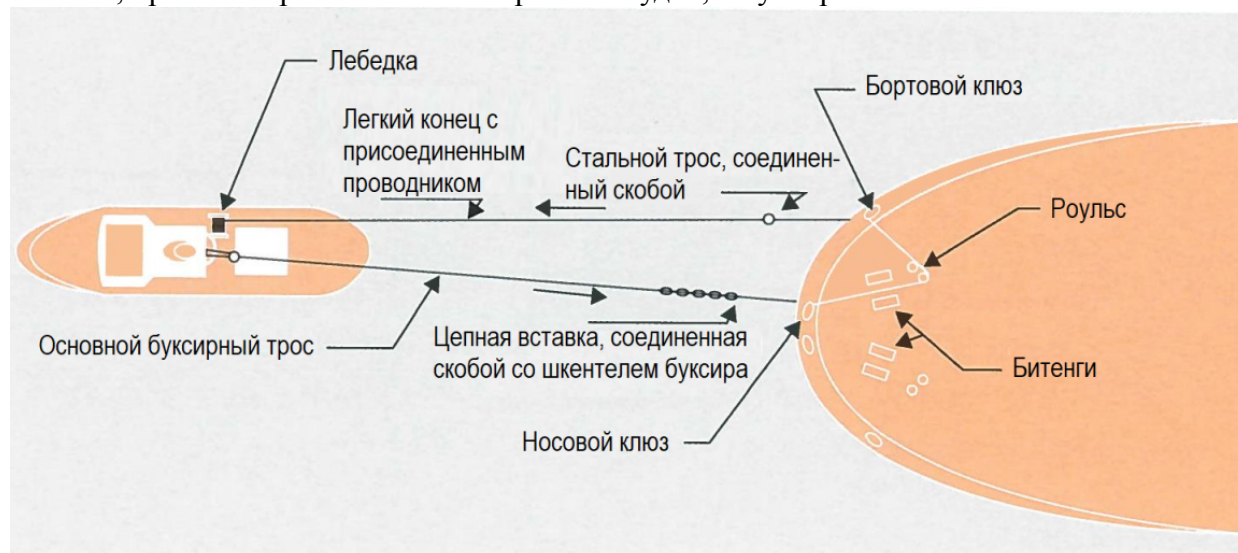 Лебедка
Бортовой клюз
Легкий конец с
присоединенным
проводником
Стальной трос, соединен-
ный скобой
Роульс
Основной буксирный трос
Цепная вставка, соединенная
скобой со шкентелем буксира
Битенги
Носовой клюз